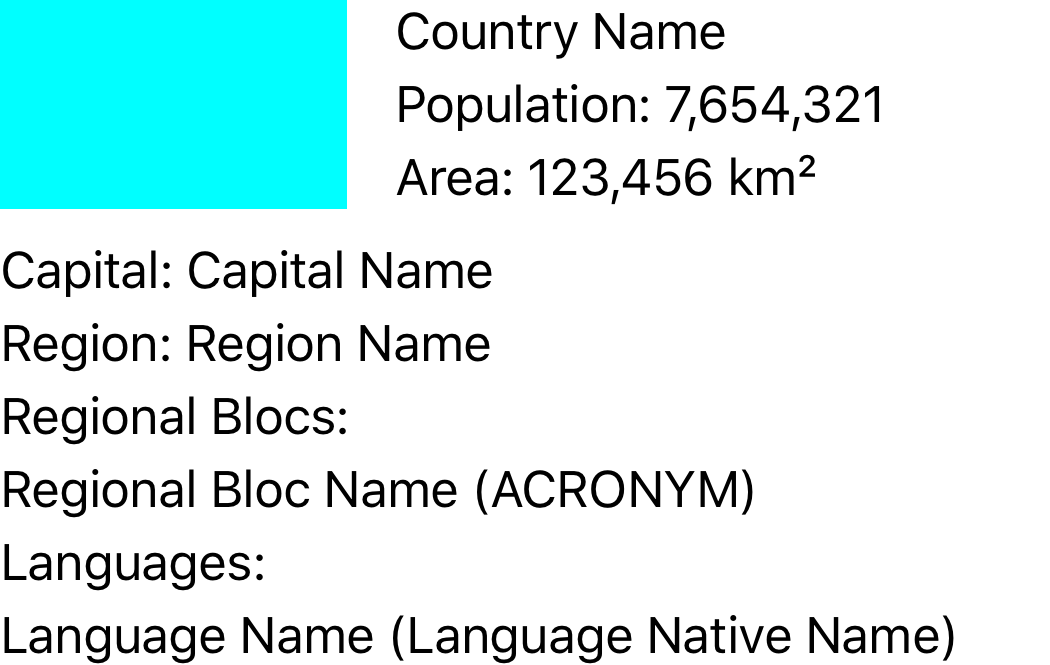 Country Name
Population: 7,654,321
Area: 123,456 km²
Capital: Capital Name
Region: Region Name
Regional Blocs:
Regional Bloc Name (ACRONYM)
Languages:
Language Name (Language Native Name)